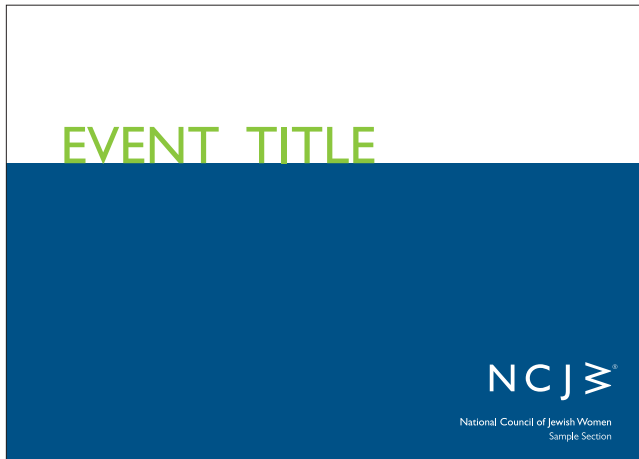 EVENT TITLE
NCJW®
National Council of Jewish Women
Sample Section